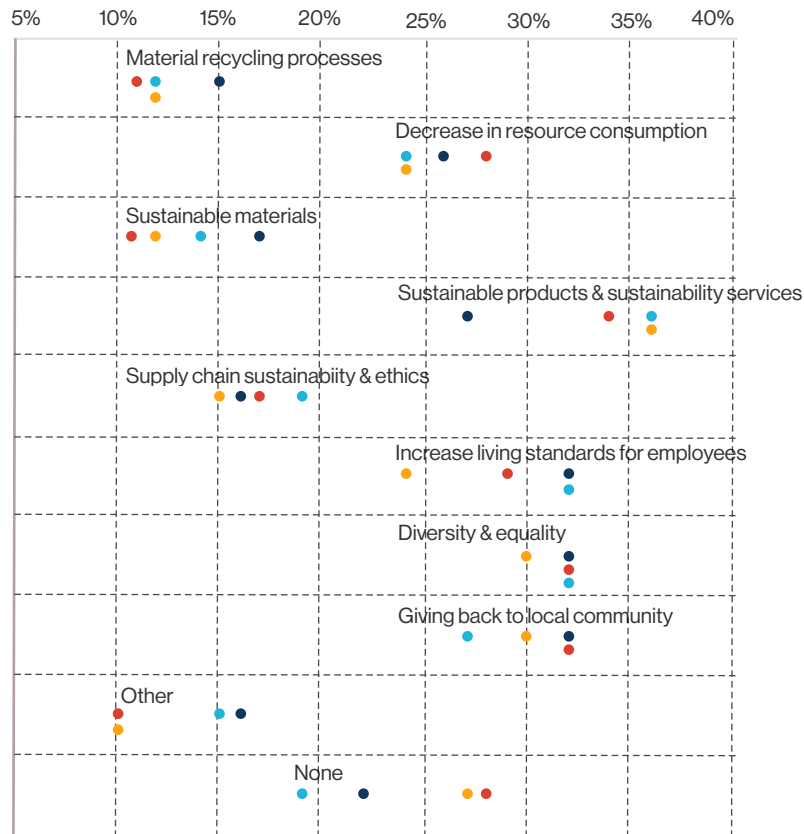 5% 10% 15% 20% 25% 30% 35% 40%
Material recycling processes
Decrease in resource consumption
Sustainable materials
Sustainable products & sustainability services
Supply chain sustainabiity & ethics
Increase living standards for employees
Diversity & equality
Giving back to local community
Other
None